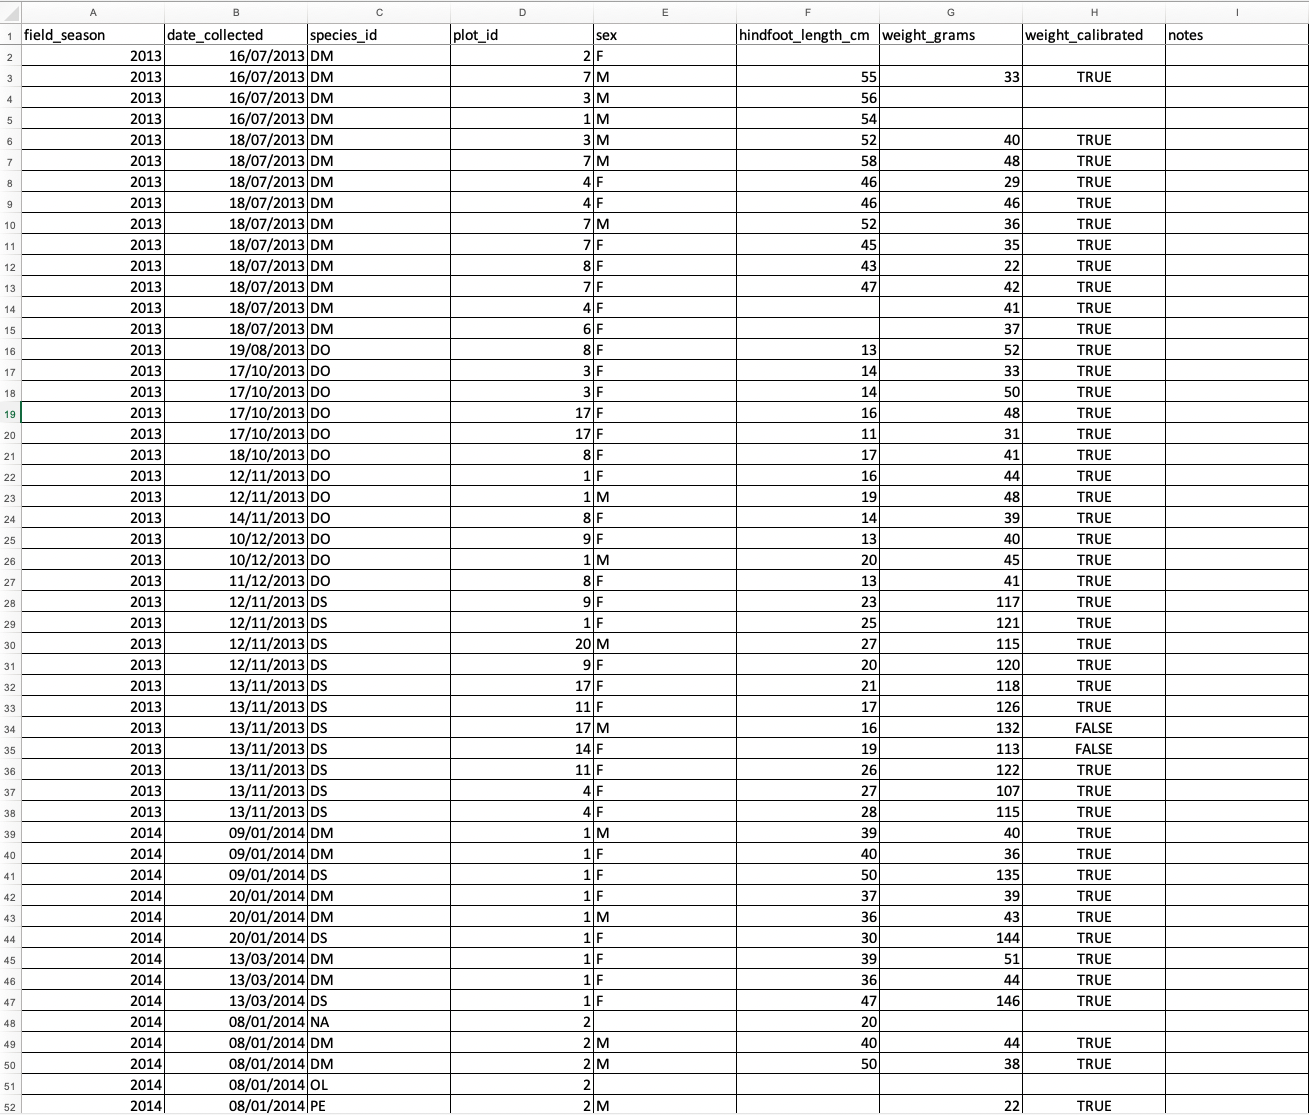 A B C D E F G H I
1 field_season date_collected species_id plot_id sex hindfoot_length_cm weight_grams weight_calibrated notes
2 2013 16/07/2013 DM 2 F
3 2013 16/07/2013 DM 7 M 55 33 TRUE
4 2013 16/07/2013 DM 3 M 56
5 2013 16/07/2013 DM 1 M 54
6 2013 18/07/2013 DM 3 M 52 40 TRUE
7 2013 18/07/2013 DM 7 M 58 48 TRUE
8 2013 18/07/2013 DM 4 F 46 29 TRUE
9 2013 18/07/2013 DM 4 F 46 46 TRUE
10 2013 18/07/2013 DM 7 M 52 36 TRUE
11 2013 18/07/2013 DM 7 F 45 35 TRUE
12 2013 18/07/2013 DM 8 F 43 22 TRUE
13 2013 18/07/2013 DM 7 F 47 42 TRUE
14 2013 18/07/2013 DM 4 F 41 TRUE
15 2013 18/07/2013 DM 6 F 37 TRUE
16 2013 19/08/2013 DO 8 F 13 52 TRUE
17 2013 17/10/2013 DO 3 F 14 33 TRUE
18 2013 17/10/2013 DO 3 F 14 50 TRUE
19 2013 17/10/2013 DO 17 F 16 48 TRUE
20 2013 17/10/2013 DO 17 F 11 31 TRUE
21 2013 18/10/2013 DO 8 F 17 41 TRUE
22 2013 12/11/2013 DO 1 F 16 44 TRUE
23 2013 12/11/2013 DO 1 M 19 48 TRUE
24 2013 14/11/2013 DO 8 F 14 39 TRUE
25 2013 10/12/2013 DO 9 F 13 40 TRUE
26 2013 10/12/2013 DO 1 M 20 45 TRUE
27 2013 11/12/2013 DO 8 F 13 41 TRUE
28 2013 12/11/2013 DS 9 F 23 117 TRUE
29 2013 12/11/2013 DS 1 F 25 121 TRUE
30 2013 12/11/2013 DS 20 M 27 115 TRUE
31 2013 12/11/2013 DS 9 F 20 120 TRUE
32 2013 13/11/2013 DS 17 F 21 118 TRUE
33 2013 13/11/2013 DS 11 F 17 126 TRUE
34 2013 13/11/2013 DS 17 M 16 132 FALSE
35 2013 13/11/2013 DS 14 F 19 113 FALSE
36 2013 13/11/2013 DS 11 F 26 122 TRUE
37 2013 13/11/2013 DS 4 F 27 107 TRUE
38 2013 13/11/2013 DS 4 F 28 115 TRUE
39 2014 09/01/2014 DM 1 M 39 40 TRUE
40 2014 09/01/2014 DM 1 F 40 36 TRUE
41 2014 09/01/2014 DS 1 F 50 135 TRUE
42 2014 20/01/2014 DM 1 F 37 39 TRUE
43 2014 20/01/2014 DM 1 M 36 43 TRUE
44 2014 20/01/2014 DS 1 F 30 144 TRUE
45 2014 13/03/2014 DM 1 F 39 51 TRUE
46 2014 13/03/2014 DM 1 F 36 44 TRUE
47 2014 13/03/2014 DS 1 F 47 146 TRUE
48 2014 08/01/2014 NA 2 20
49 2014 08/01/2014 DM 2 M 40 44 TRUE
50 2014 08/01/2014 DM 2 M 50 38 TRUE
51 2014 08/01/2014 OL 2
52 2014 08/01/2014 PE 2 M 22 TRUE